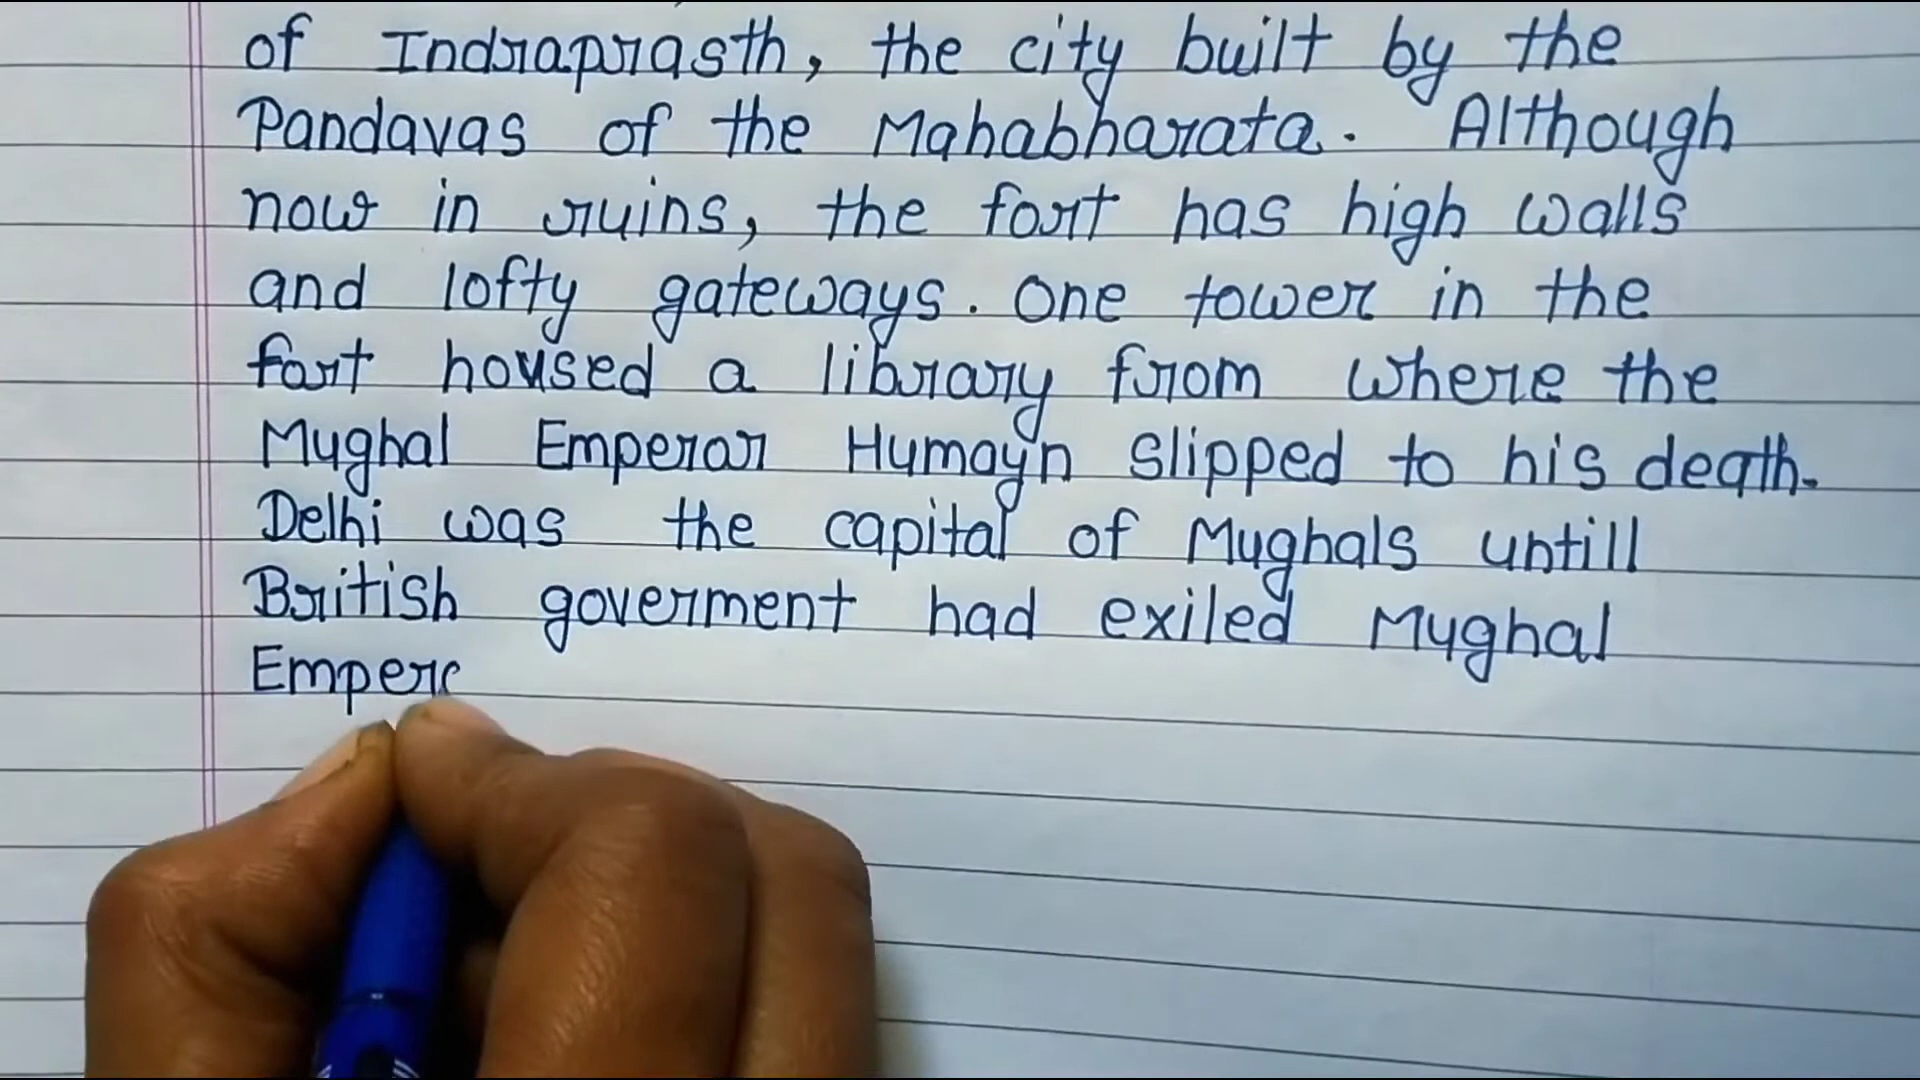 of Indraprasth, the city built by the
Pandavas of the Mahabharata. Although
now in ruins, the fort has high walls
and lofty gateways. One tower in the
fort housed a library from where the
Mughal Emperor Humayun slipped to his death.
Delhi was the capital of Mughals untill
British goverment had exiled Mughal
Empero